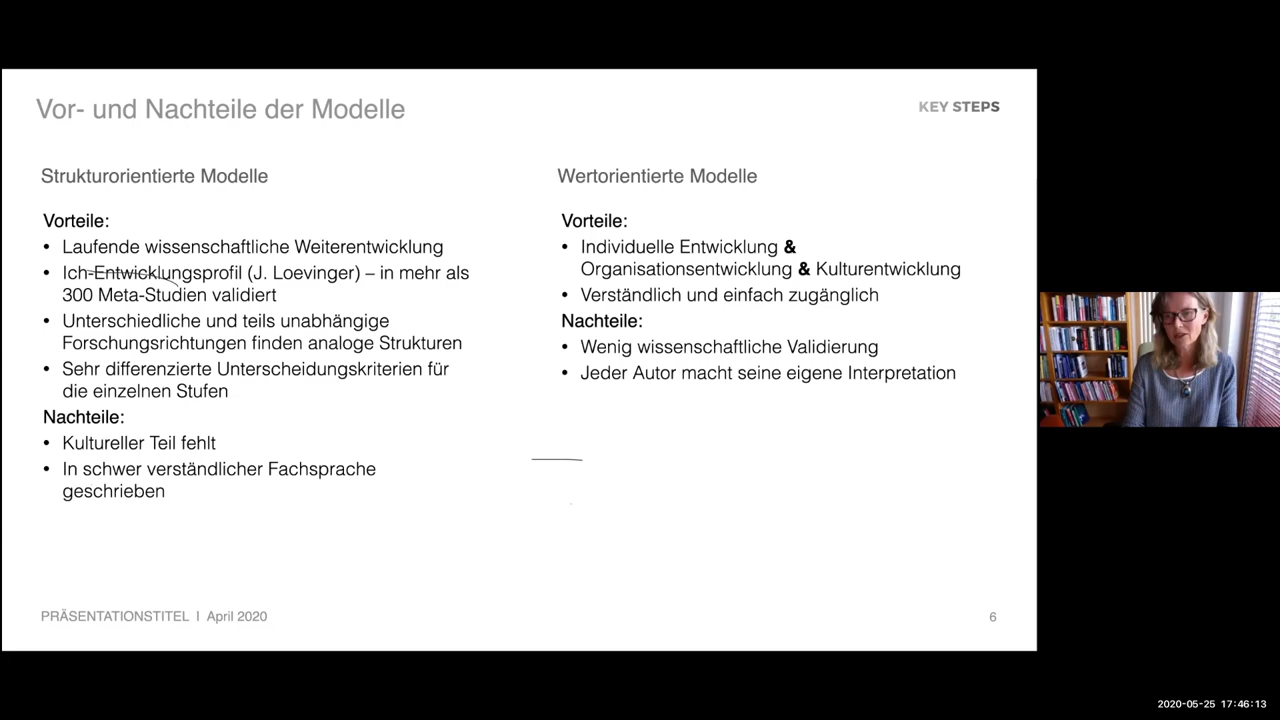 Vor- und Nachteile der Modelle
KEY STEPS
Strukturorientierte Modelle
Vorteile:
• Laufende wissenschaftliche Weiterentwicklung
• Ich-Entwicklungsprofil (J. Loevinger) – in mehr als
300 Meta-Studien validiert
• Unterschiedliche und teils unabhängige
Forschungsrichtungen finden analoge Strukturen
• Sehr differenzierte Unterscheidungskriterien für
die einzelnen Stufen
Nachteile:
• Kultureller Teil fehlt
• In schwer verständlicher Fachsprache
geschrieben
Wertorientierte Modelle
Vorteile:
• Individuelle Entwicklung &
Organisationsentwicklung & Kulturentwicklung
• Verständlich und einfach zugänglich
Nachteile:
• Wenig wissenschaftliche Validierung
• Jeder Autor macht seine eigene Interpretation
PRÄSENTATIONSTITEL I April 2020
6
2020-05-25 17:46:13